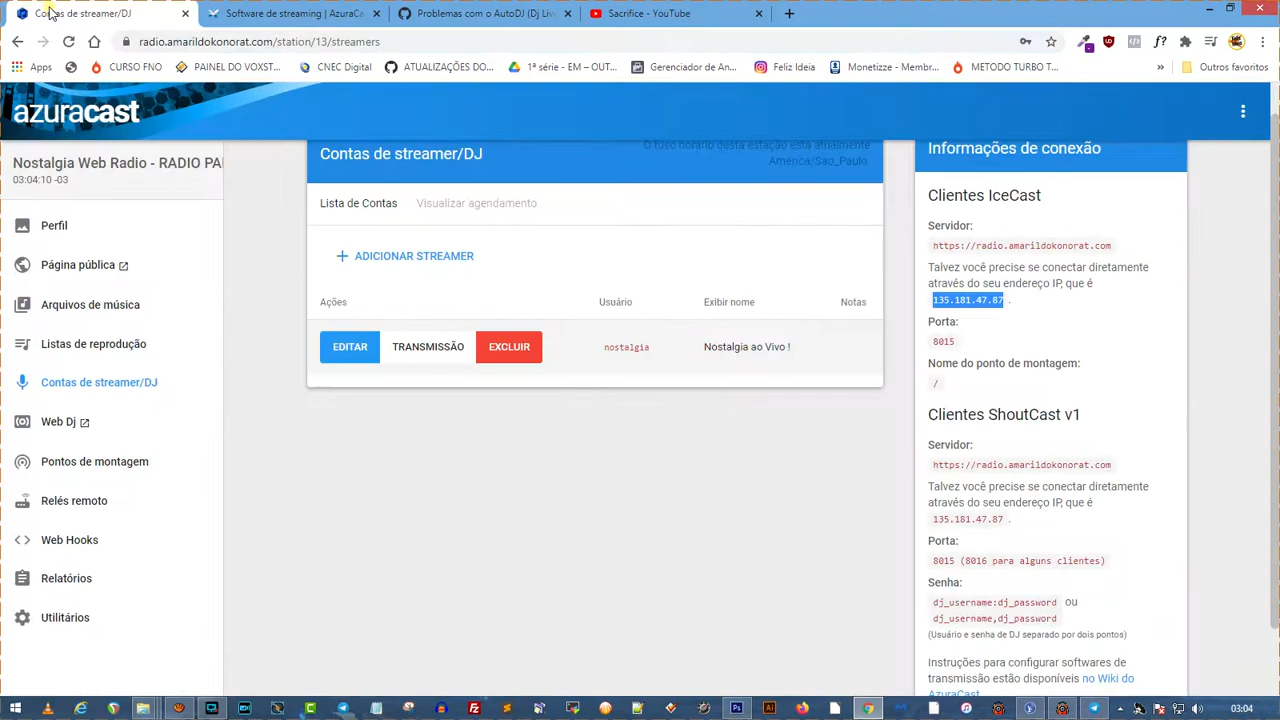 Contas de streamer/DJ
Software de streaming | AzuraCa
Problemas com o AutoDJ (Dj Live
Sacrifice - YouTube
radio.amarildokonorat.com/station/13/streamers
Apps
CURSO FNO
PAINEL DO VOXST...
CNEC Digital
ATUALIZAÇÕES DO...
1ª série - EM – OUT...
Gerenciador de An...
Feliz Ideia
Monetizze - Membr...
METODO TURBO T...
»
Outros favoritos
azuracast
Nostalgia Web Radio - RADIO PA
03:04:10 -03
Perfil
Página pública
Arquivos de música
Listas de reprodução
Contas de streamer/DJ
Web Dj
Pontos de montagem
Relés remoto
Web Hooks
Relatórios
Utilitários
Contas de streamer/DJ
O fuso horário desta estação está atualmente
America/Sao_Paulo
Lista de Contas
Visualizar agendamento
+ ADICIONAR STREAMER
Ações
Usuário
Exibir nome
Notas
EDITAR
TRANSMISSÃO
EXCLUIR
nostalgia
Nostalgia ao Vivo !
Informações de conexão
Clientes IceCast
Servidor:
https://radio.amarildokonorat.com
Talvez você precise se conectar diretamente
através do seu endereço IP, que é
135.181.47.87 .
Porta:
8015
Nome do ponto de montagem:
/
Clientes ShoutCast v1
Servidor:
https://radio.amarildokonorat.com
Talvez você precise se conectar diretamente
através do seu endereço IP, que é
135.181.47.87 .
Porta:
8015 (8016 para alguns clientes)
Senha:
dj_username:dj_password ou
dj_username,dj_password
(Usuário e senha de DJ separado por dois pontos)
Instruções para configurar softwares de
transmissão estão disponíveis no Wiki do
AzuraCast
03:04